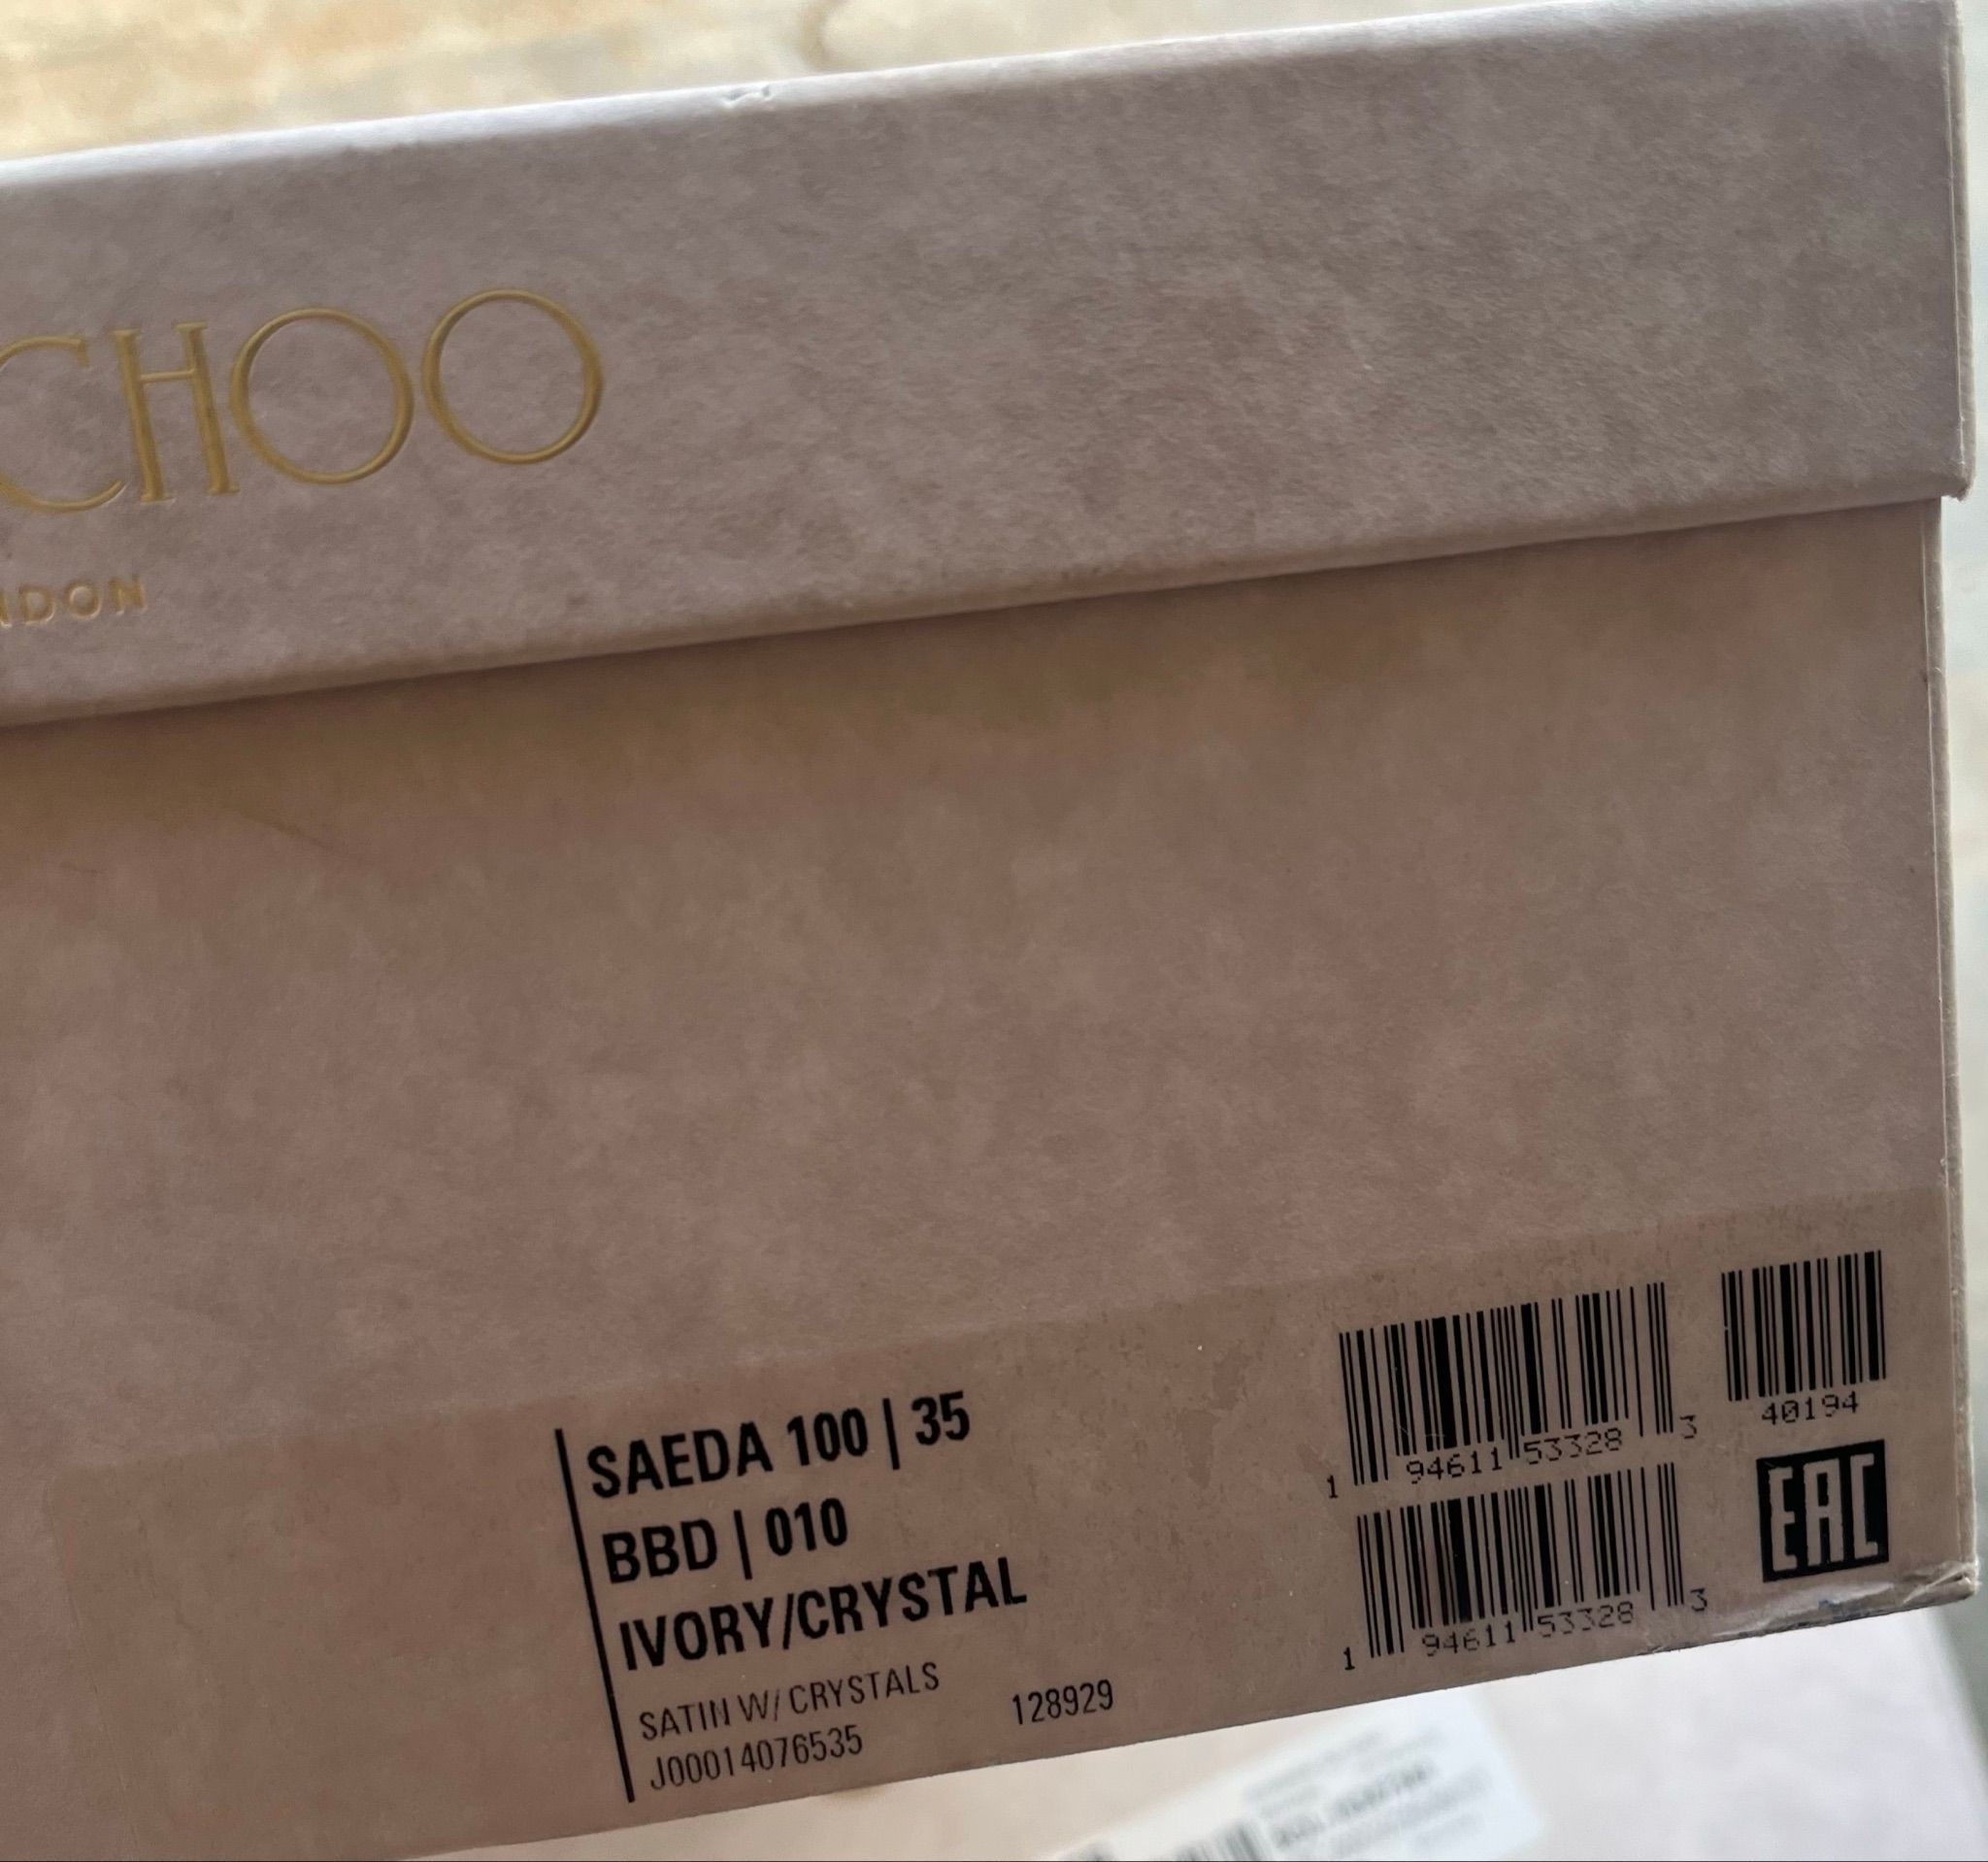 CHOO
NDON
SAEDA 100 | 35
BBD | 010
IVORY/CRYSTAL
SATIN W/ CRYSTALS
J00014076535
128929
1 94611 53328 3
40194
EAC
1 94611 53328 3